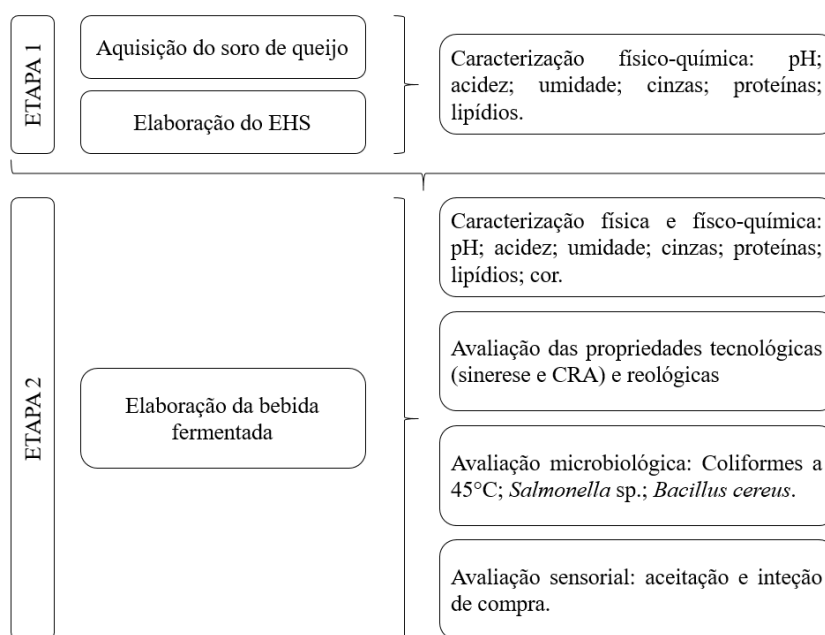 ETAPA 1
Aquisição do soro de queijo
Elaboração do EHS
Caracterização físico-química: pH;
acidez; umidade; cinzas; proteínas;
lipídios.
ETAPA 2
Elaboração da bebida
fermentada
Caracterização física e físco-química:
pH; acidez; umidade; cinzas; proteínas;
lipídios; cor.
Avaliação das propriedades tecnológicas
(sinerese e CRA) e reológicas
Avaliação microbiológica: Coliformes a
45°C; Salmonella sp.; Bacillus cereus.
Avaliação sensorial: aceitação e inteção
de compra.